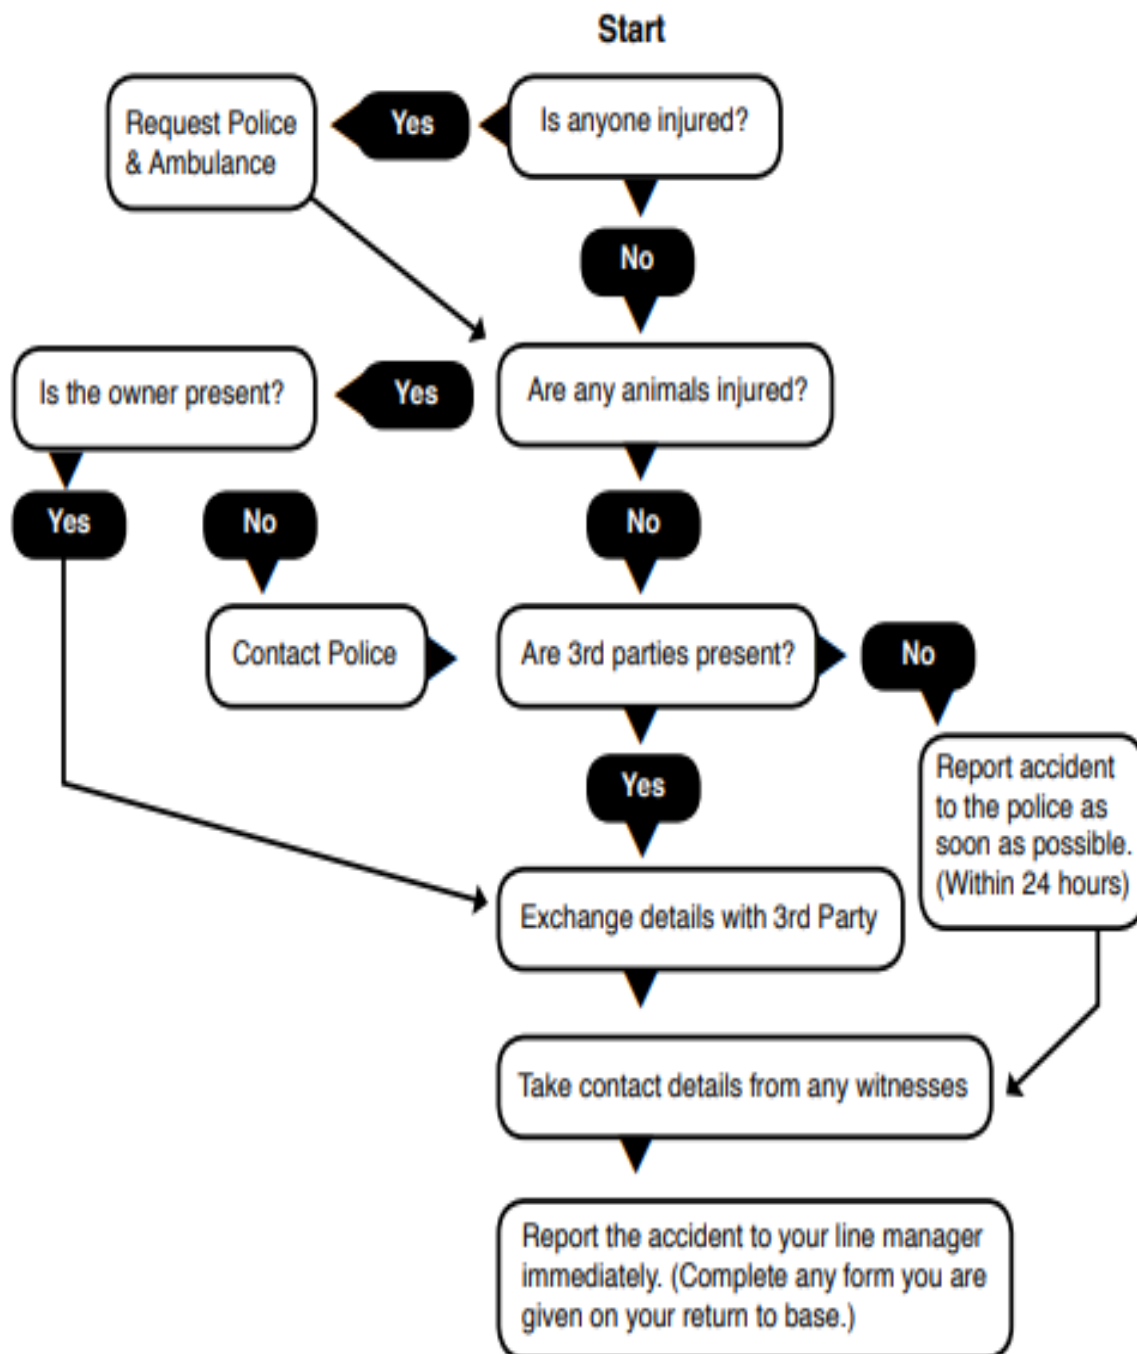 Start
Request Police
& Ambulance
Yes
Is anyone injured?
No
Is the owner present?
Yes
Are any animals injured?
Yes
No
No
Contact Police
Are 3rd parties present?
No
Yes
Report accident
to the police as
soon as possible.
(Within 24 hours)
Exchange details with 3rd Party
Take contact details from any witnesses
Report the accident to your line manager
immediately. (Complete any form you are
given on your return to base.)